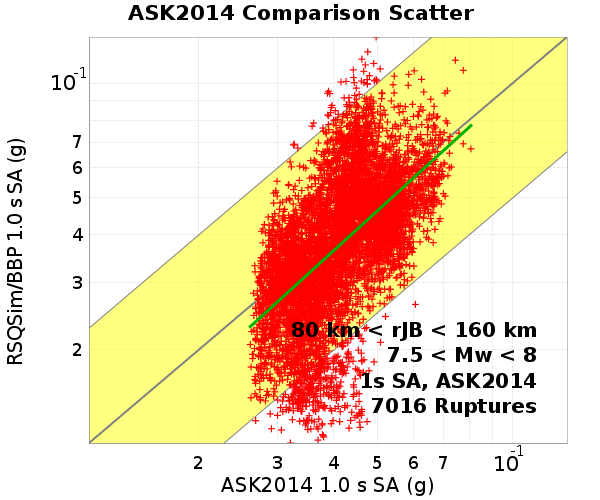 ASK2014 Comparison Scatter
RSQSim/BBP 1.0 s SA (g)
10-1
7
6
5
4
3
2
80 km < rJB < 160 km
7.5 < Mw < 8
1s SA, ASK2014
7016 Ruptures
2 3 4 5 6 7 10-1
ASK2014 1.0 s SA (g)